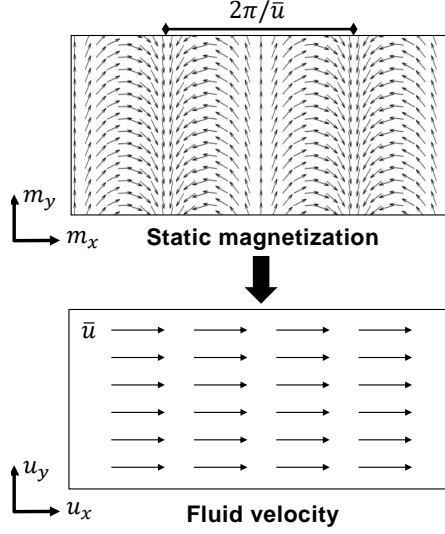 2π/ū
m_y
m_x
Static magnetization
ū
u_y
u_x
Fluid velocity